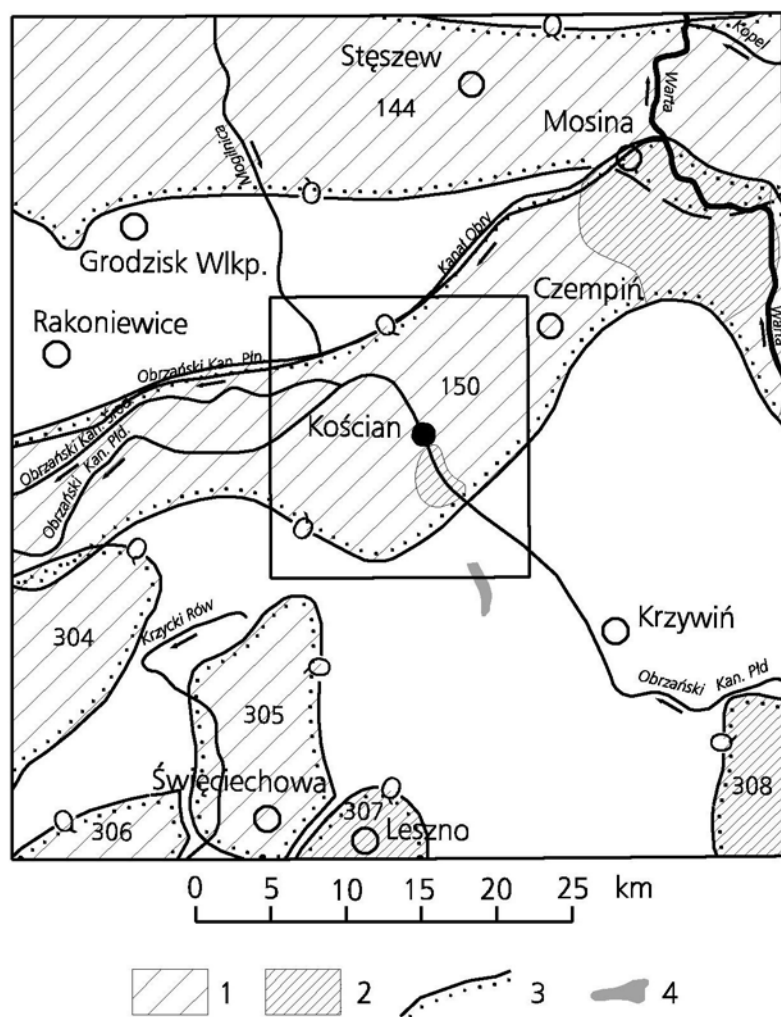 Q
Kopel
Stęszew
144
Warta
Mosina
Mogilnica
Q
Grodzisk Wlkp.
Kanał Obry
Czempiń
Rakoniewice
Q
Warta
Obrzański Kan. Płn.
150
Kościan
Obrzański Kan. Środ.
Obrzański Kan. Płd.
Q
Q
304
Krzycki Rów
Krzywiń
Q
Obrzański Kan. Płd
305
Q
308
Święciechowa
Q
307
306
Q
Leszno
0 5 10 15 20 25 km
1 2 3 4